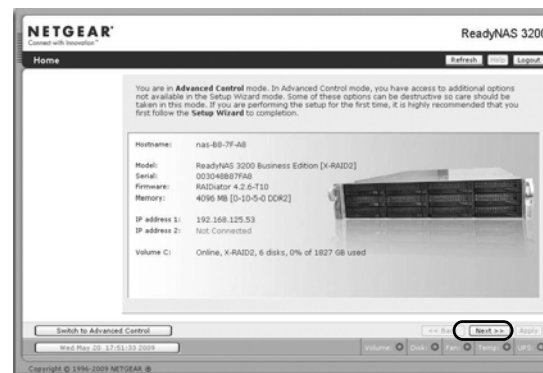 NETGEAR®
Connect with Innovation™
ReadyNAS 3200
Home
Refresh Help Logout
You are in Advanced Control mode. In Advanced Control mode, you have access to additional options
not available in the Setup Wizard mode. Some of these options can be destructive so care should be
taken in this mode. If you are performing the setup for the first time, it is highly recommended that you
first follow the Setup Wizard to completion.
Hostname: nas-B8-7F-A8
Model: ReadyNAS 3200 Business Edition [X-RAID2]
Serial: 003048B87FA8
Firmware: RAIDiator 4.2.6-T10
Memory: 4096 MB [0-10-5-0 DDR2]
IP address 1: 192.168.125.53
IP address 2: Not Connected
Volume C: Online, X-RAID2, 6 disks, 0% of 1827 GB used
Switch to Advanced Control
<< Back Next >> Apply
Wed May 20 17:51:33 2009
Volume: Disk: Fan: Temp: UPS:
Copyright © 1996-2009 NETGEAR ®